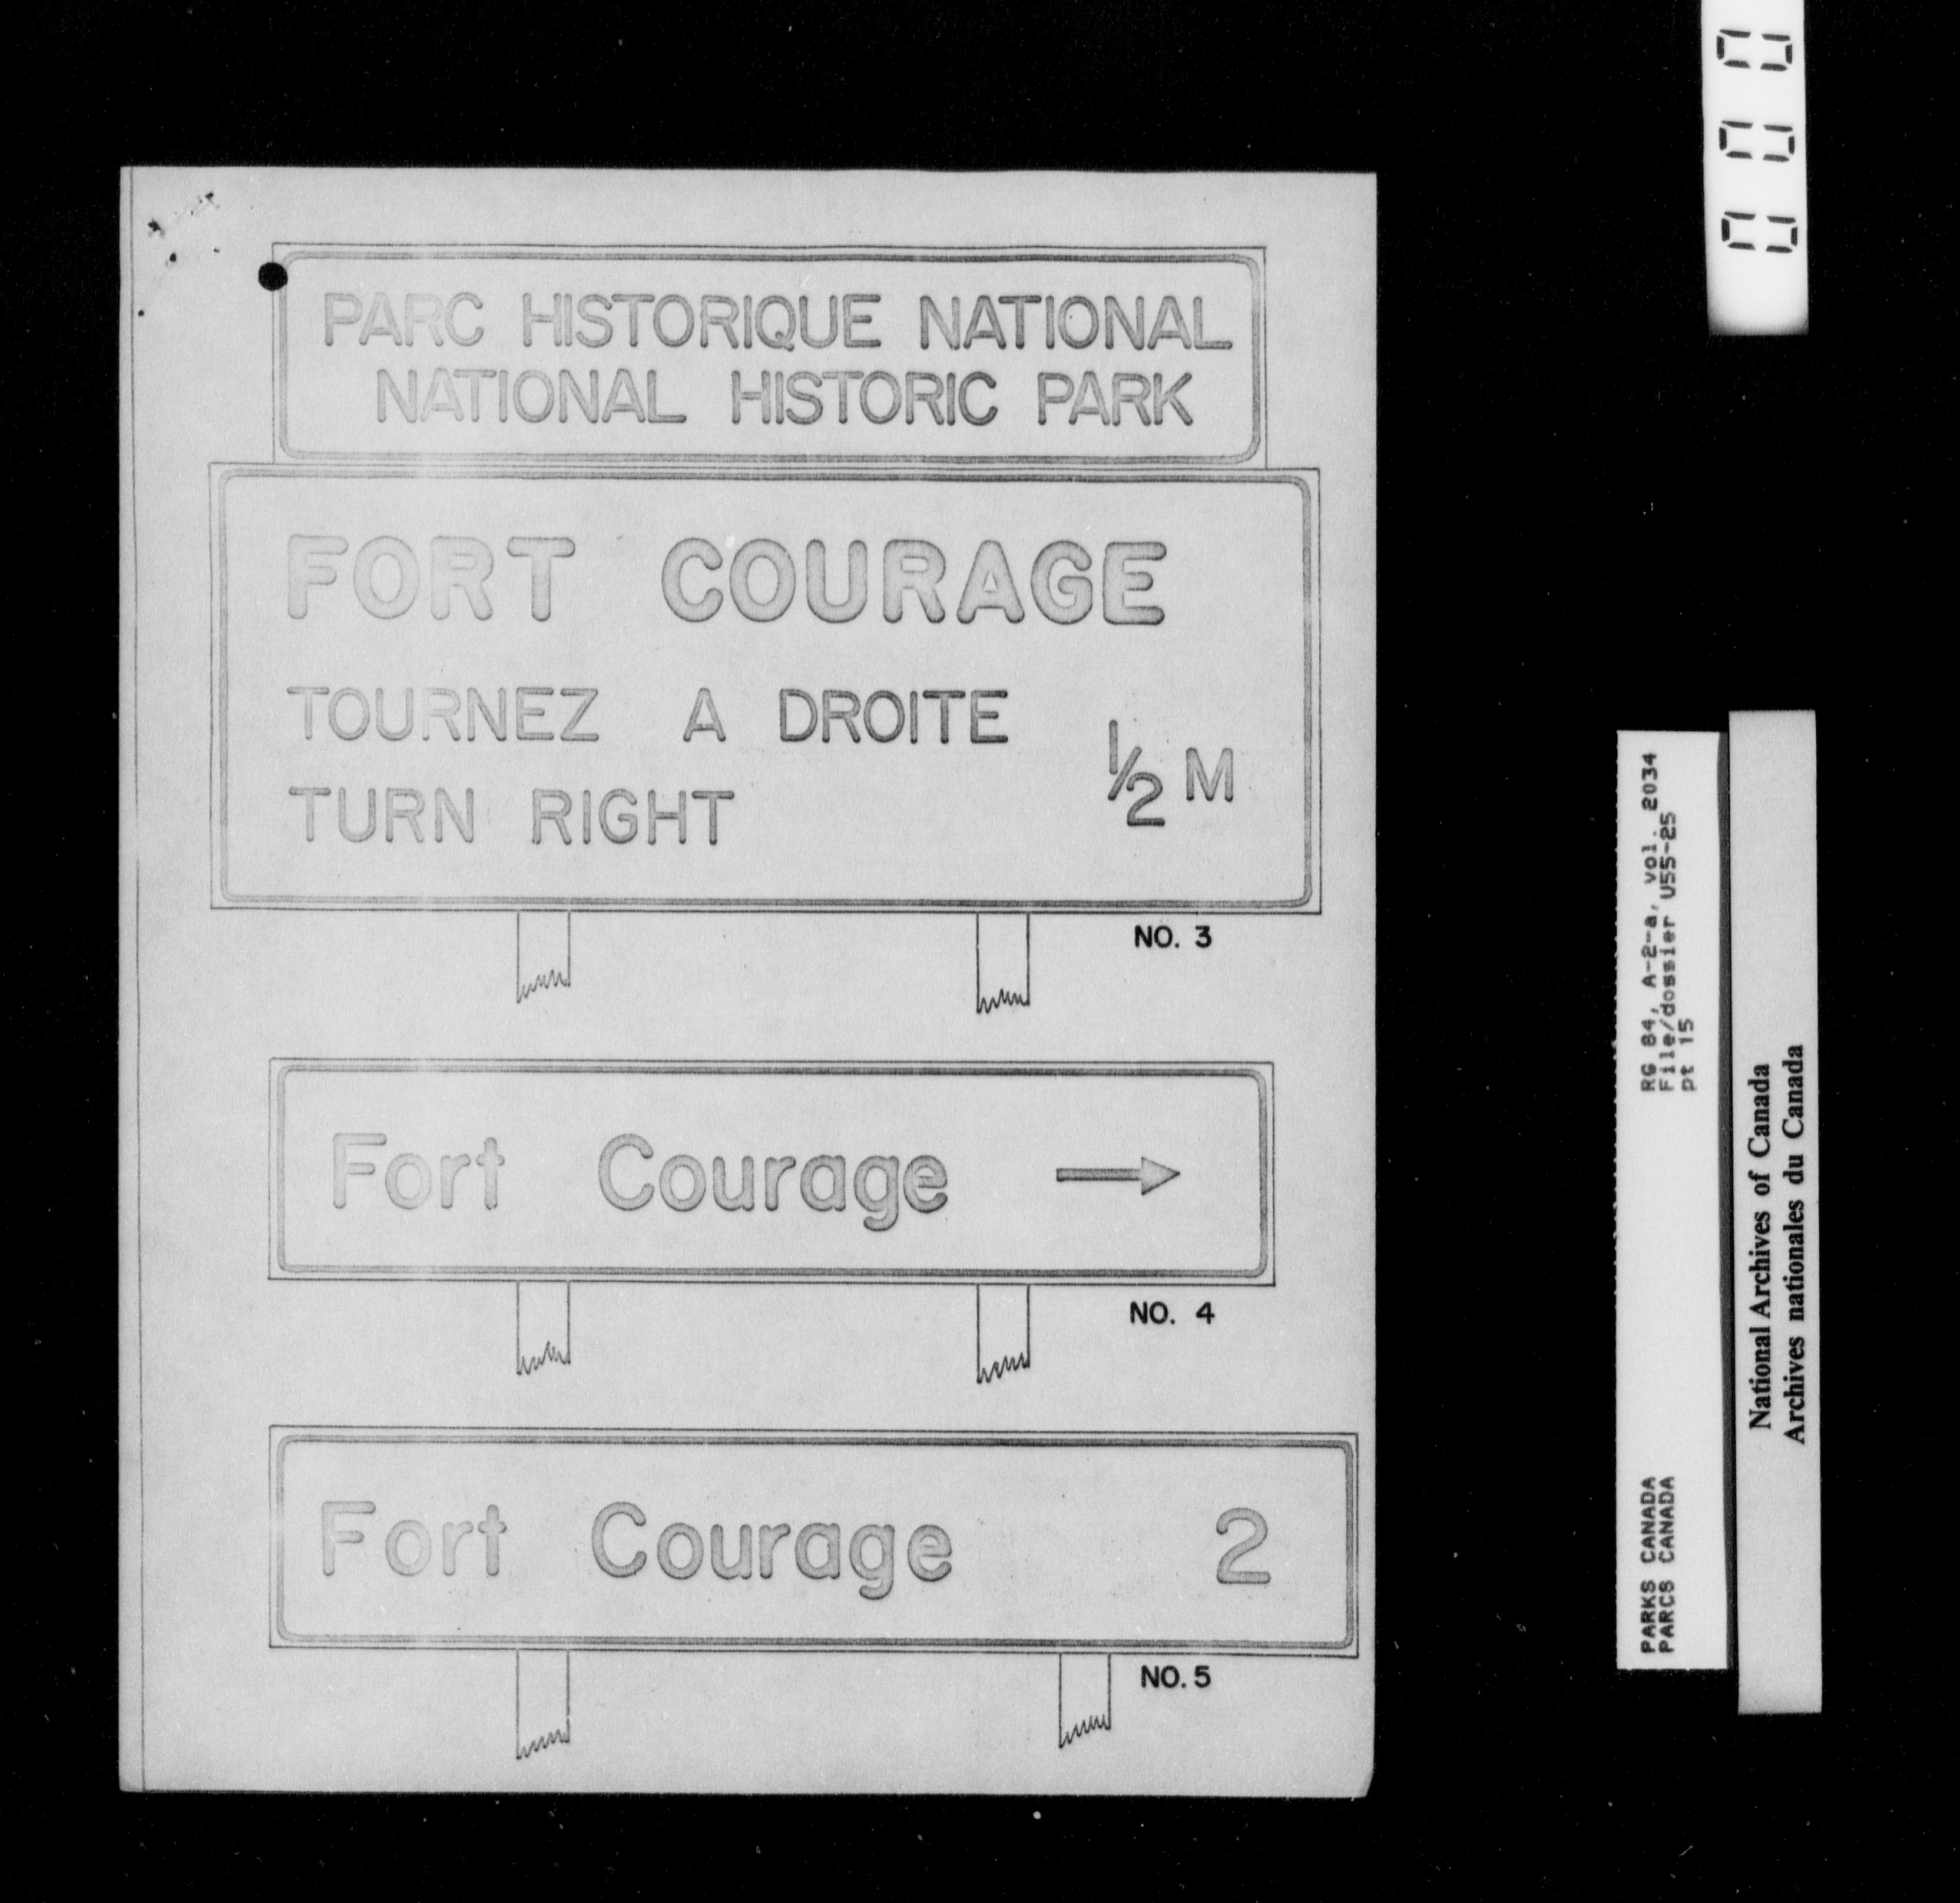 PARC HISTORIQUE NATIONAL
NATIONAL HISTORIC PARK
FORT COURAGE
TOURNEZ A DROITE
TURN RIGHT
1/2 M
NO. 3
Fort Courage →
NO. 4
Fort Courage 2
NO. 5
000
RG 84, A-2-a, vol. 2034
File/dossier U55-25
pt 15
PARKS CANADA
PARCS CANADA
National Archives of Canada
Archives nationales du Canada